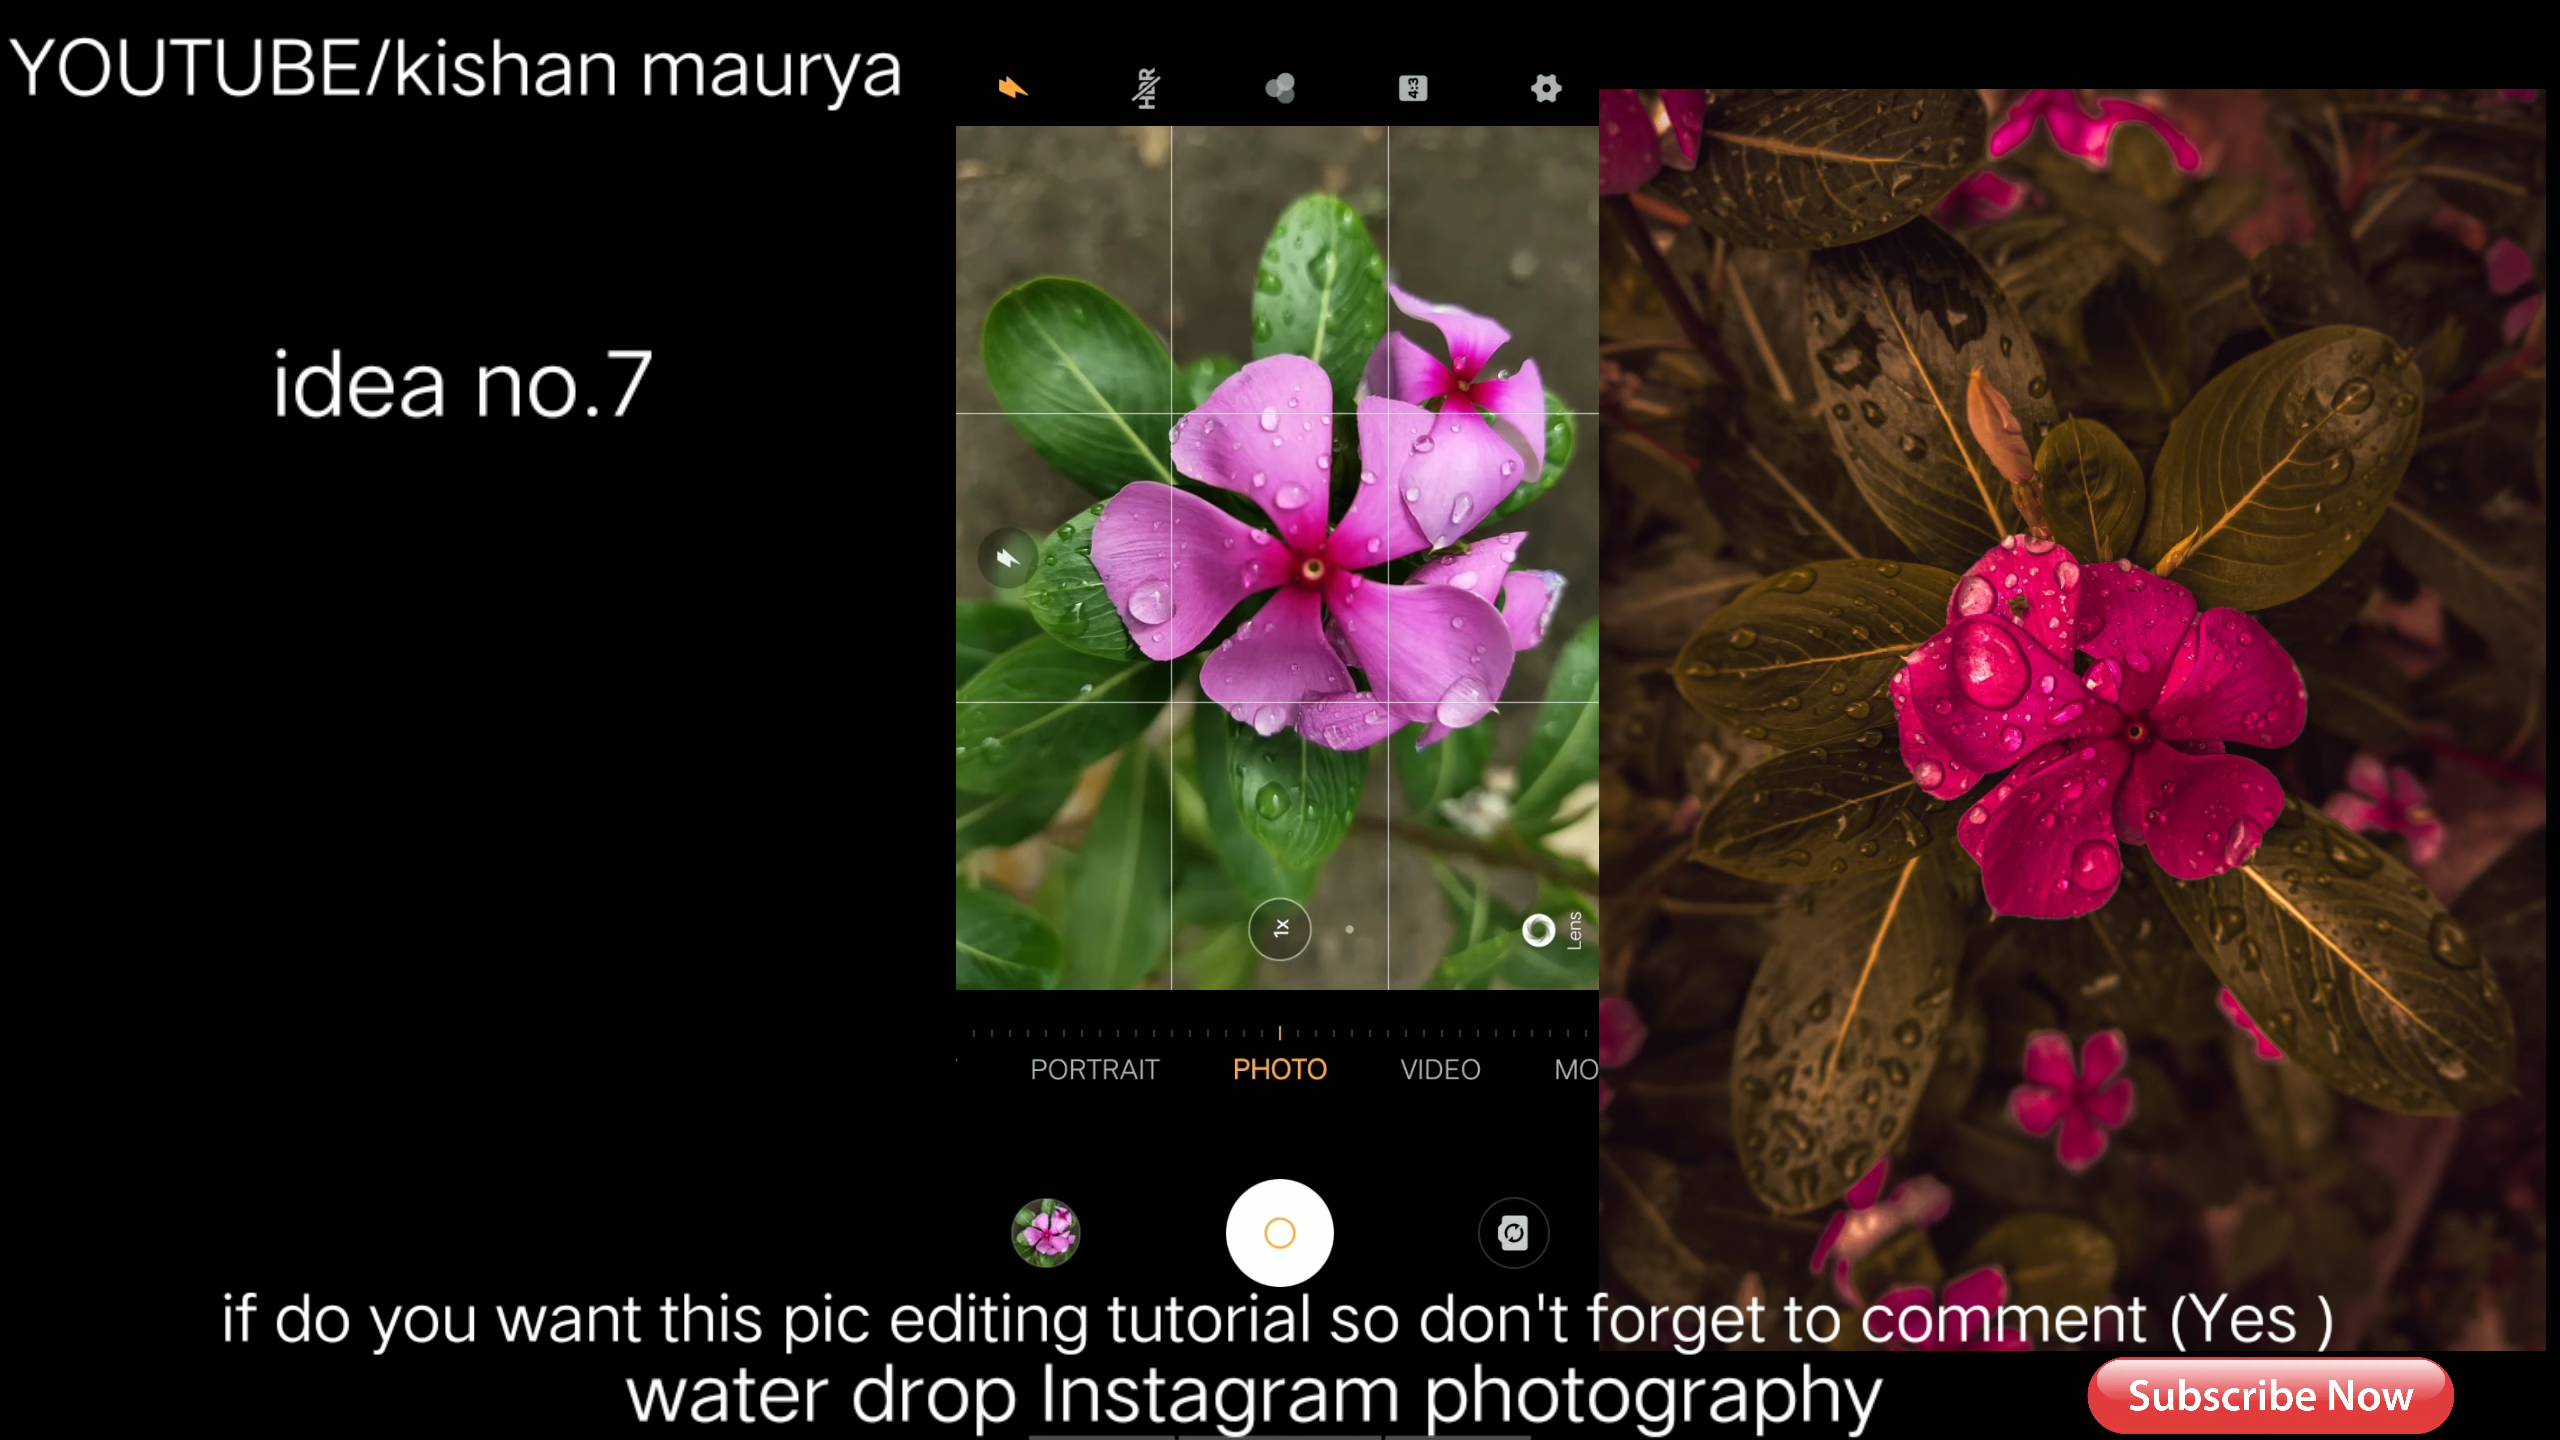 YOUTUBE/kishan maurya
HDR
4:3
idea no.7
1x
Lens
PORTRAIT PHOTO VIDEO MO
if do you want this pic editing tutorial so don't forget to comment (Yes )
water drop Instagram photography
Subscribe Now